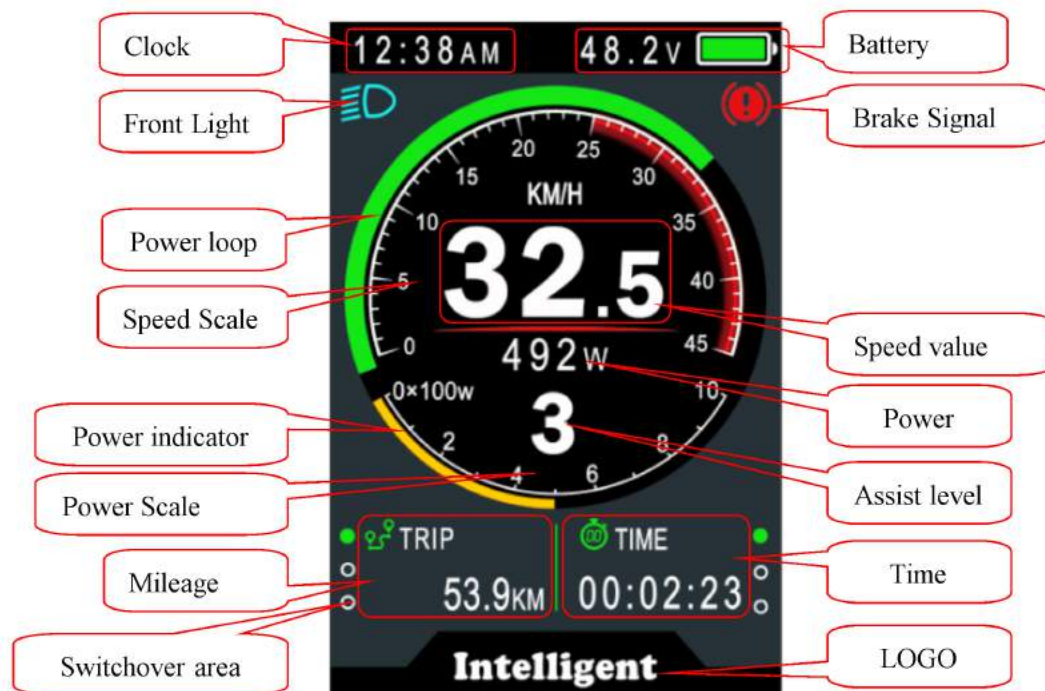 Clock
12:38AM
48.2V
Battery
Front Light
Brake Signal
20
25
15
30
KM/H
10
35
Power loop
32.5
5
40
Speed Scale
0
45
Speed value
492W
0×100w
10
3
Power
Power indicator
2
8
4
6
Power Scale
Assist level
TRIP
00
TIME
Mileage
53.9KM
00:02:23
Time
Switchover area
Intelligent
LOGO